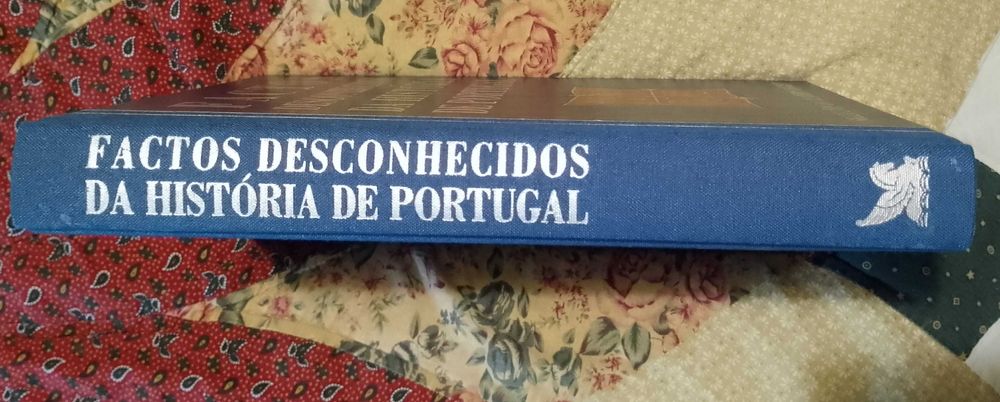 FACTOS DESCONHECIDOS
DA HISTÓRIA DE PORTUGAL